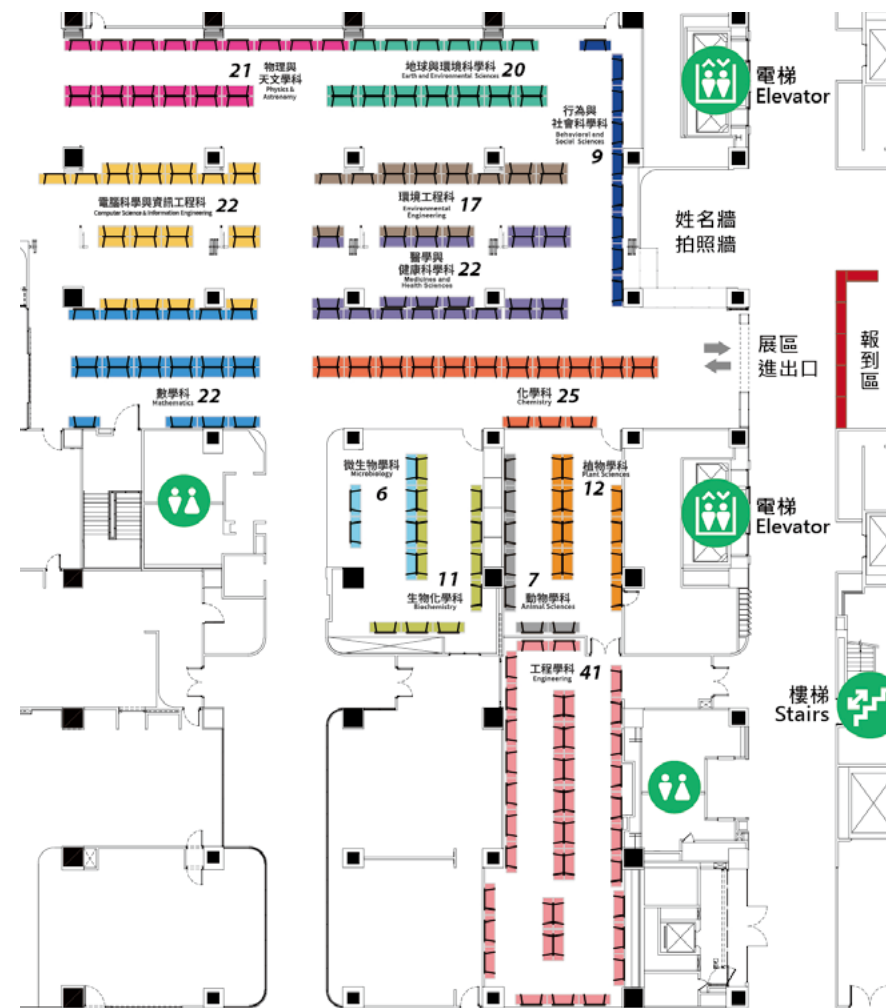 21 物理與
天文學科
Physics &
Astronomy
地球與環境科學科 20
Earth and Environmental Sciences
行為與
社會科學科
Behavioral and
Social Sciences
9
電梯
Elevator
電腦科學與資訊工程科 22
Computer Science & Information Engineering
環境工程科 17
Environmental
Engineering
姓名牆
拍照牆
醫學與
健康科學科 22
Medicines and
Health Sciences
展區
進出口
報到區
數學科 22
Mathematics
化學科 25
Chemistry
微生物學科
Microbiology
6
植物學科
Plant Sciences
12
電梯
Elevator
11
生物化學科
Biochemistry
7
動物學科
Animal Sciences
工程學科 41
Engineering
樓梯
Stairs